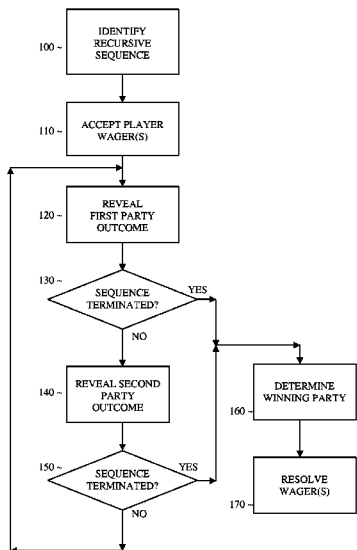 100 ~
IDENTIFY
RECURSIVE
SEQUENCE
110 ~
ACCEPT PLAYER
WAGER(S)
120 ~
REVEAL
FIRST PARTY
OUTCOME
130 ~
SEQUENCE
TERMINATED?
YES
NO
140 ~
REVEAL SECOND
PARTY
OUTCOME
150 ~
SEQUENCE
TERMINATED?
YES
NO
DETERMINE
WINNING PARTY
160 ~
RESOLVE
WAGER(S)
170 ~